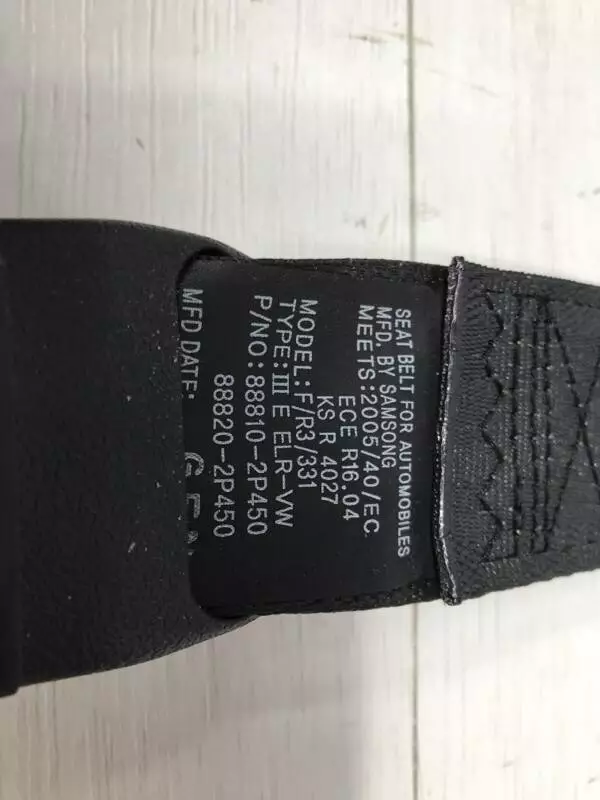 SEAT BELT FOR AUTOMOBILES
MFD. BY SAMSONG
MEETS:2005/40/EC
ECE R16.04
KS R 4027
MODEL:F/R3/331
TYPE:Ⅲ E ELR-VW
P/NO:88810-2P450
88820-2P450
MFD DATE: